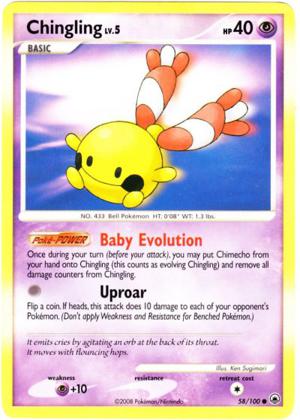 Chingling LV.5 HP 40
BASIC
NO. 433 Bell Pokémon HT: 0'08" WT: 1.3 lbs.
Poké-POWER Baby Evolution
Once during your turn (before your attack), you may put Chimecho from
your hand onto Chingling (this counts as evolving Chingling) and remove all
damage counters from Chingling.
Uproar
Flip a coin. If heads, this attack does 10 damage to each of your opponent's
Pokémon. (Don't apply Weakness and Resistance for Benched Pokémon.)
Illus. Ken Sugimori
It emits cries by agitating an orb at the back of its throat.
It moves with flouncing hops.
weakness resistance retreat cost
+10
©2008 Pokémon/Nintendo 58/100